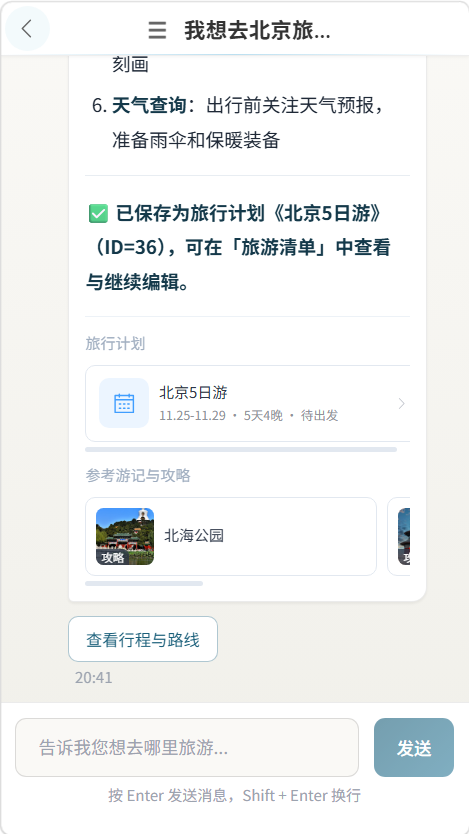 我想去北京旅...
刻画
6. 天气查询：出行前关注天气预报，
准备雨伞和保暖装备
✅ 已保存为旅行计划《北京5日游》
（ID=36），可在「旅游清单」中查看
与继续编辑。
旅行计划
北京5日游
11.25-11.29 · 5天4晚 · 待出发
参考游记与攻略
攻略
北海公园
查看行程与路线
20:41
告诉我您想去哪里旅游...
发送
按 Enter 发送消息，Shift + Enter 换行